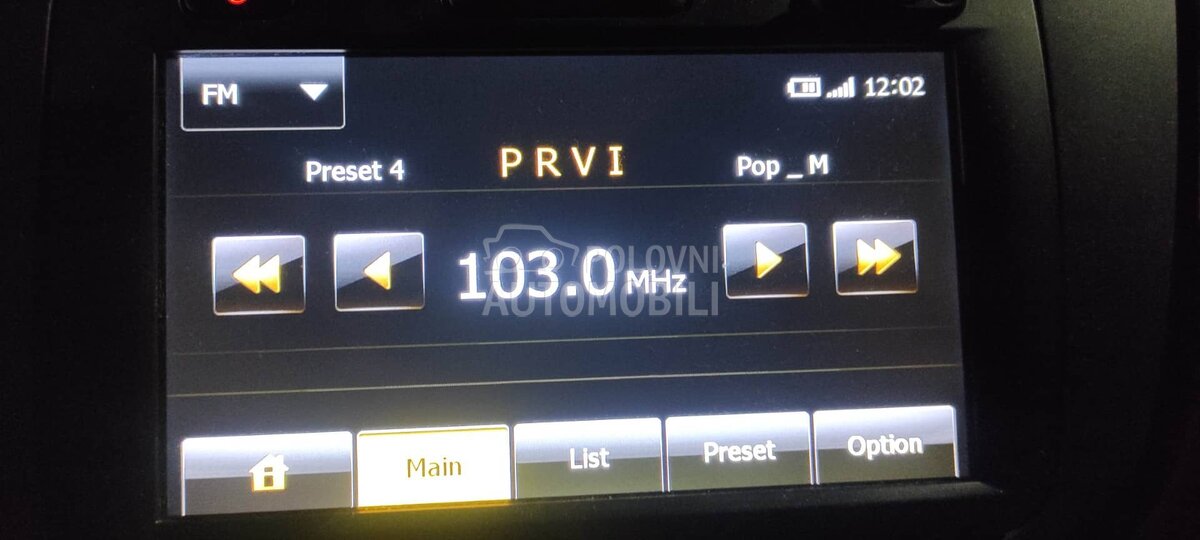 FM
12:02
Preset 4
PRVI
Pop _ M
103.0 MHz
POLOVNI
AUTOMOBILI
Main
List
Preset
Option